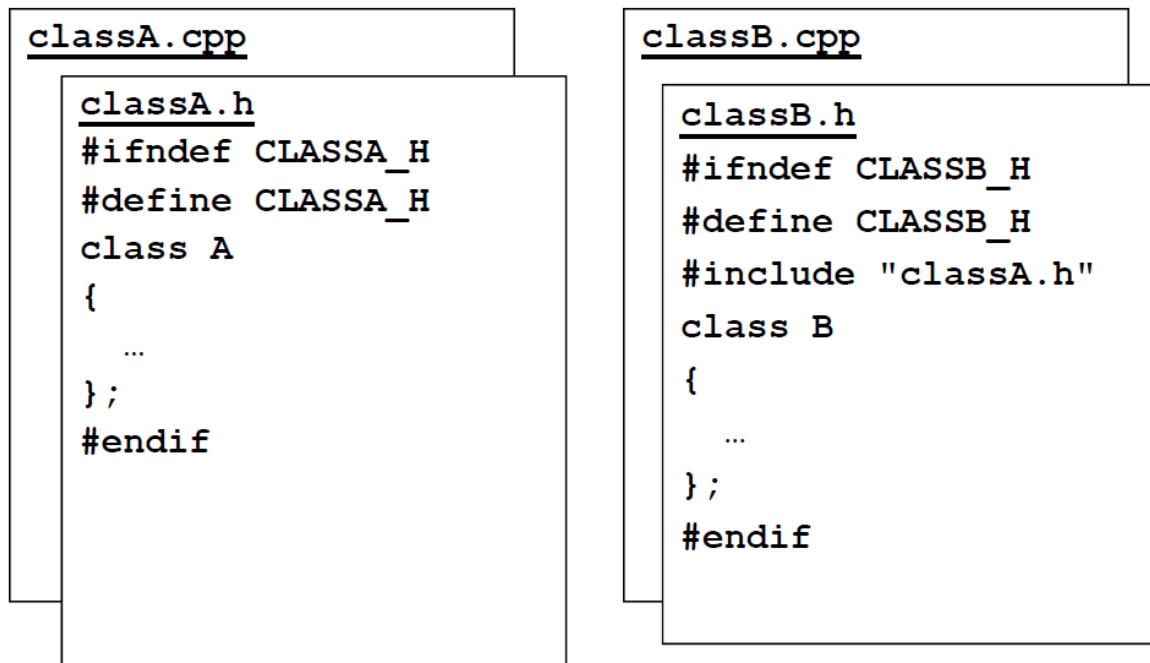 classA.cpp
classA.h
#ifndef CLASSA_H
#define CLASSA_H
class A
{
…
};
#endif
classB.cpp
classB.h
#ifndef CLASSB_H
#define CLASSB_H
#include "classA.h"
class B
{
…
};
#endif